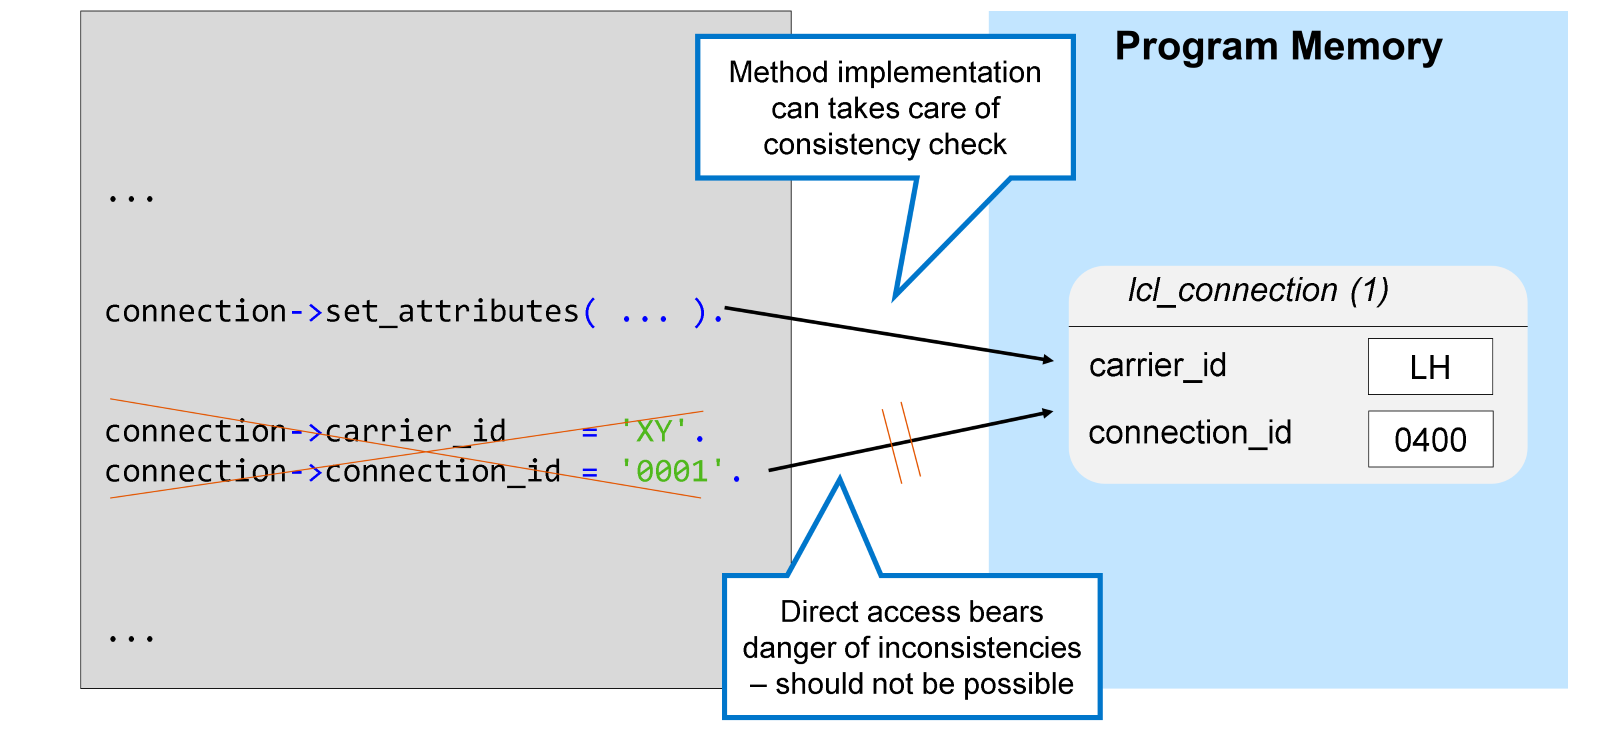 Program Memory
Method implementation
can takes care of
consistency check
...
connection->set_attributes( ... ).
lcl_connection (1)
carrier_id LH
connection_id 0400
connection->carrier_id = 'XY'.
connection->connection_id = '0001'.
Direct access bears
danger of inconsistencies
– should not be possible
...